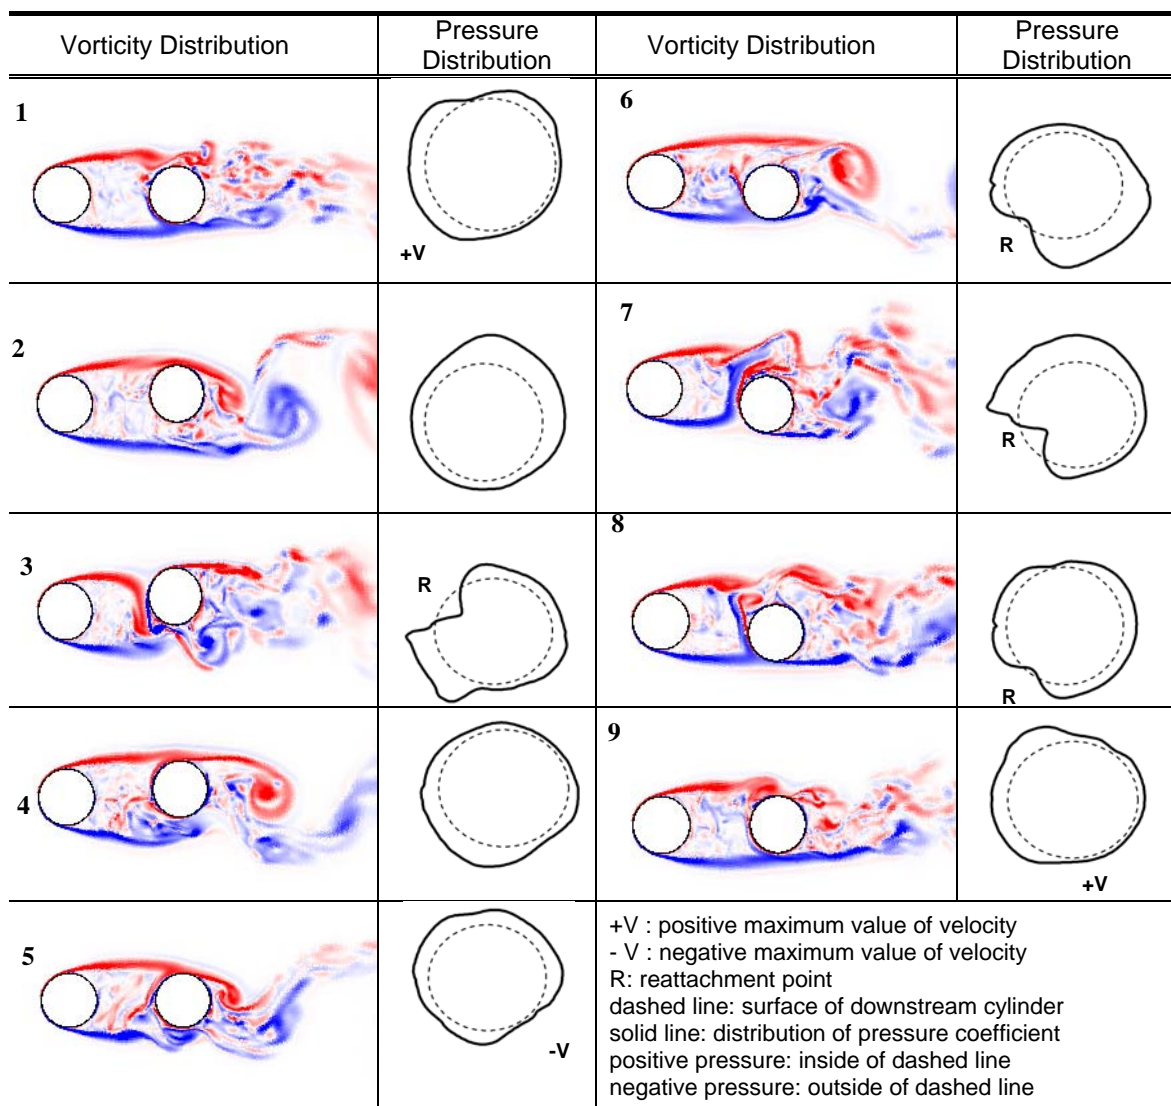 Vorticity Distribution
Pressure
Distribution
Vorticity Distribution
Pressure
Distribution
1
+V
6
R
2
7
R
3
R
8
R
4
9
+V
5
-V
+V : positive maximum value of velocity
- V : negative maximum value of velocity
R: reattachment point
dashed line: surface of downstream cylinder
solid line: distribution of pressure coefficient
positive pressure: inside of dashed line
negative pressure: outside of dashed line